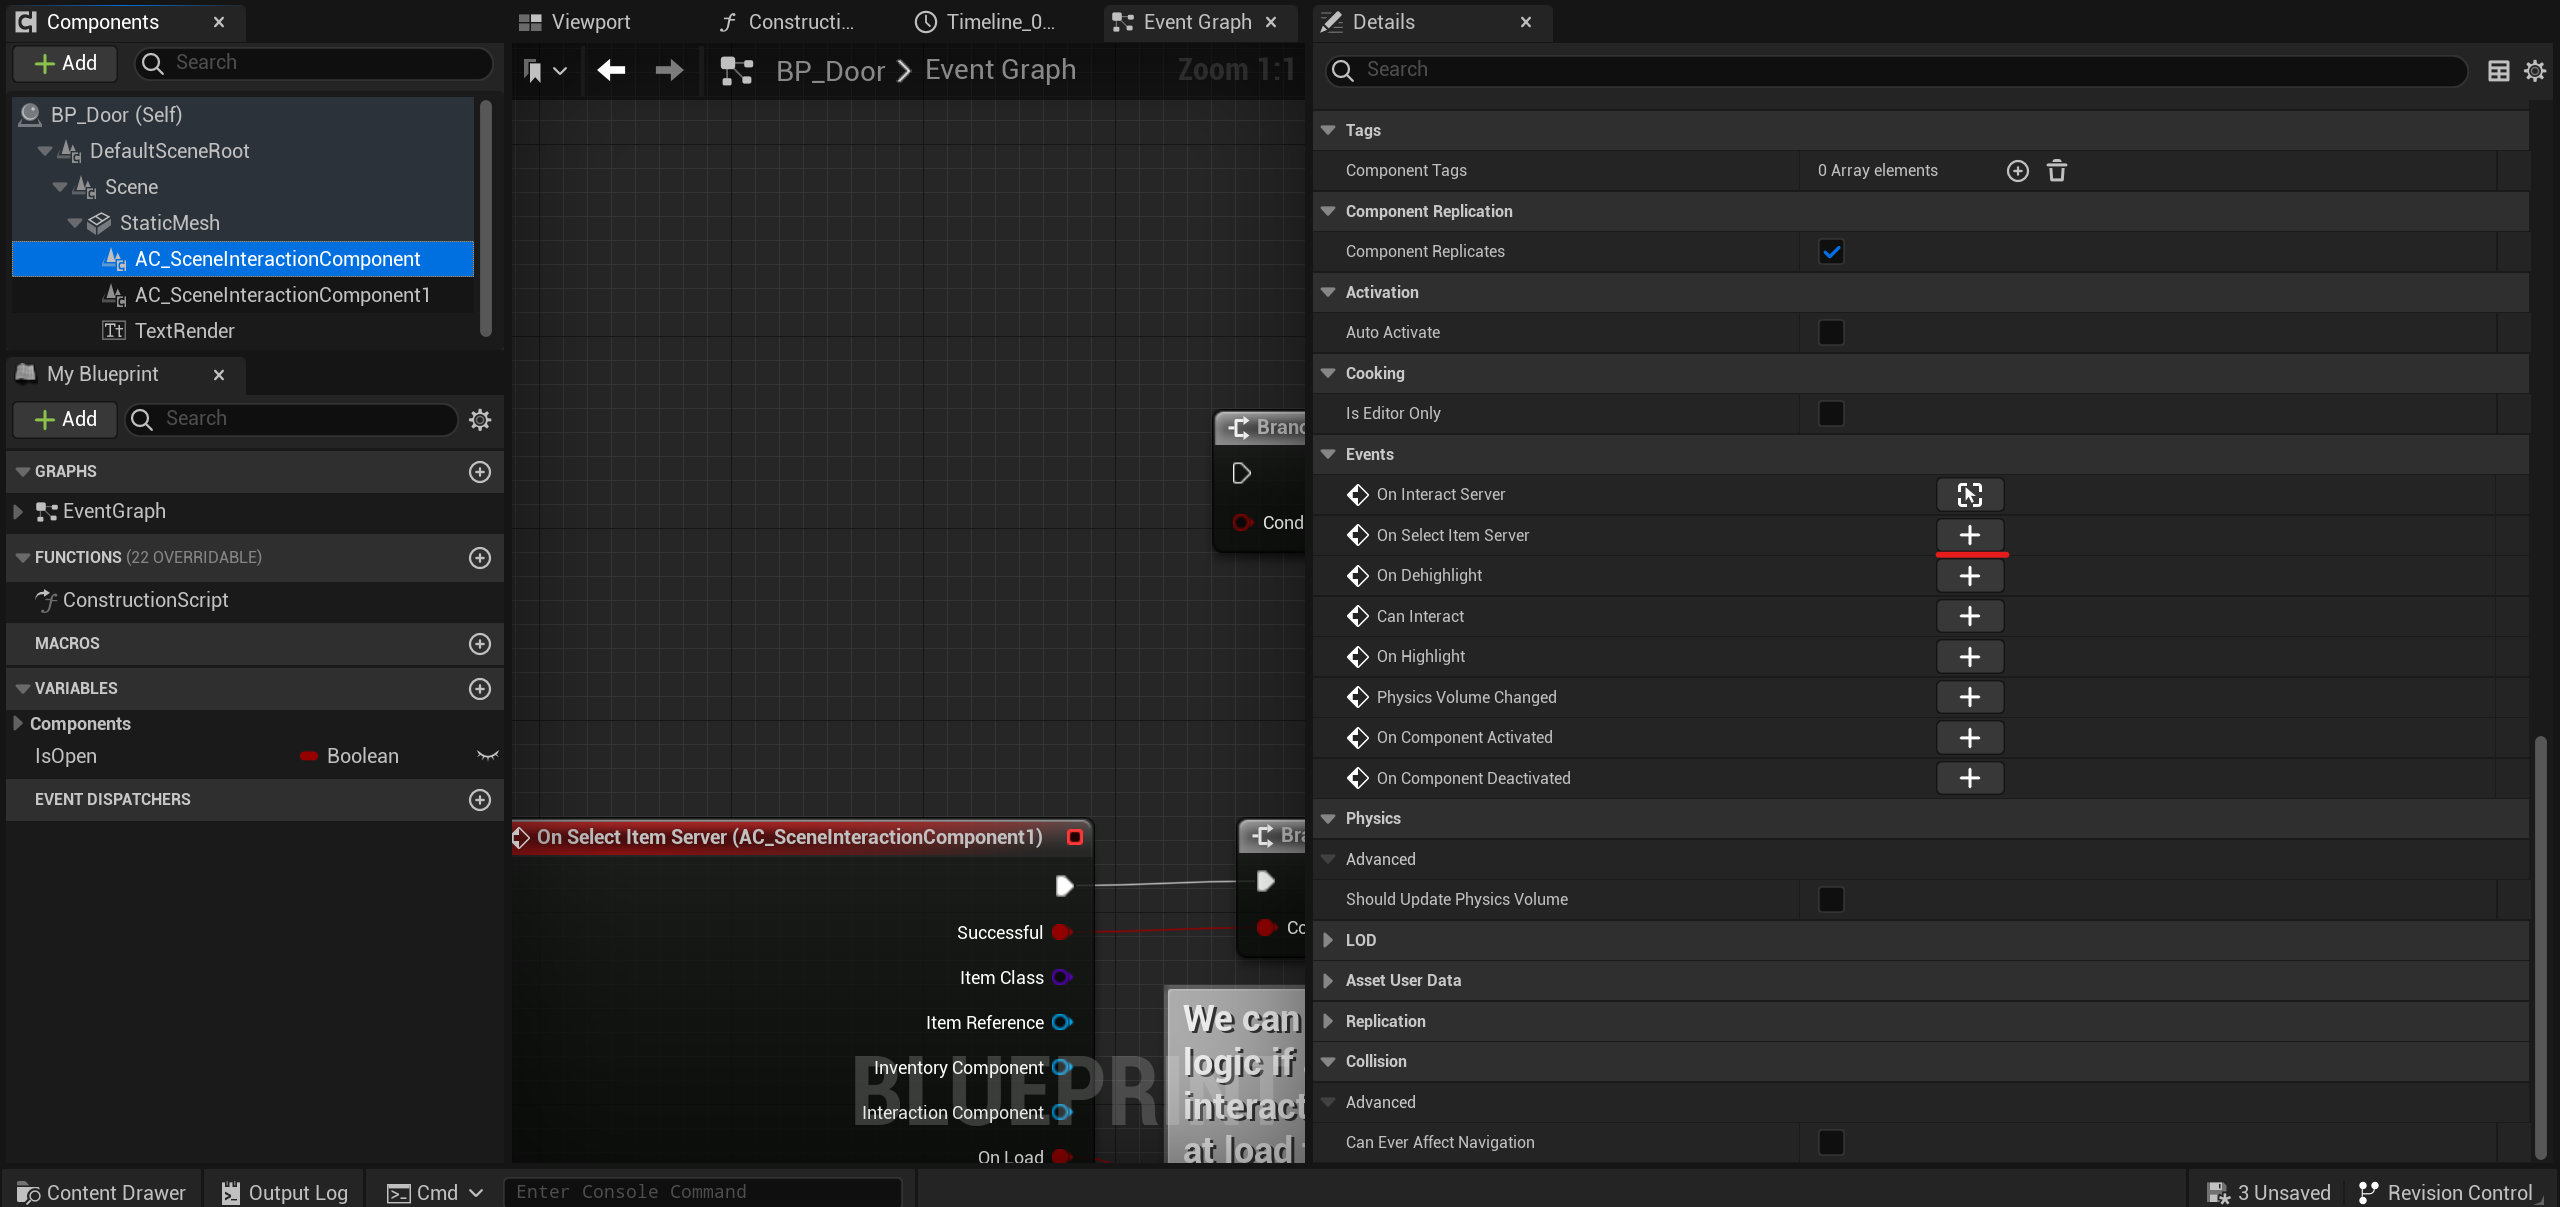 Components
Add
Search
BP_Door (Self)
DefaultSceneRoot
Scene
StaticMesh
AC_SceneInteractionComponent
AC_SceneInteractionComponent1
TextRender
My Blueprint
Add
Search
GRAPHS
EventGraph
FUNCTIONS (22 OVERRIDABLE)
ConstructionScript
MACROS
VARIABLES
Components
IsOpen Boolean
EVENT DISPATCHERS
Viewport
Constructi...
Timeline_0...
Event Graph
BP_Door > Event Graph
Zoom 1:1
Branc
Cond
On Select Item Server (AC_SceneInteractionComponent1)
Successful
Item Class
Item Reference
Inventory Component
Interaction Component
On Load
Bra
Co
We can
logic if
interact
at load
BLUEPRINT
Details
Search
Tags
Component Tags 0 Array elements
Component Replication
Component Replicates
Activation
Auto Activate
Cooking
Is Editor Only
Events
On Interact Server
On Select Item Server
On Dehighlight
Can Interact
On Highlight
Physics Volume Changed
On Component Activated
On Component Deactivated
Physics
Advanced
Should Update Physics Volume
LOD
Asset User Data
Replication
Collision
Advanced
Can Ever Affect Navigation
Content Drawer
Output Log
Cmd
Enter Console Command
3 Unsaved
Revision Control